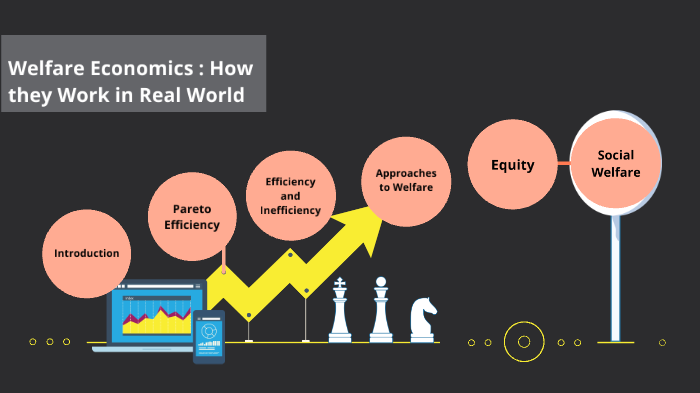 Welfare Economics : How
they Work in Real World
Introduction
Pareto
Efficiency
Efficiency
and
Inefficiency
Approaches
to Welfare
Equity
Social
Welfare